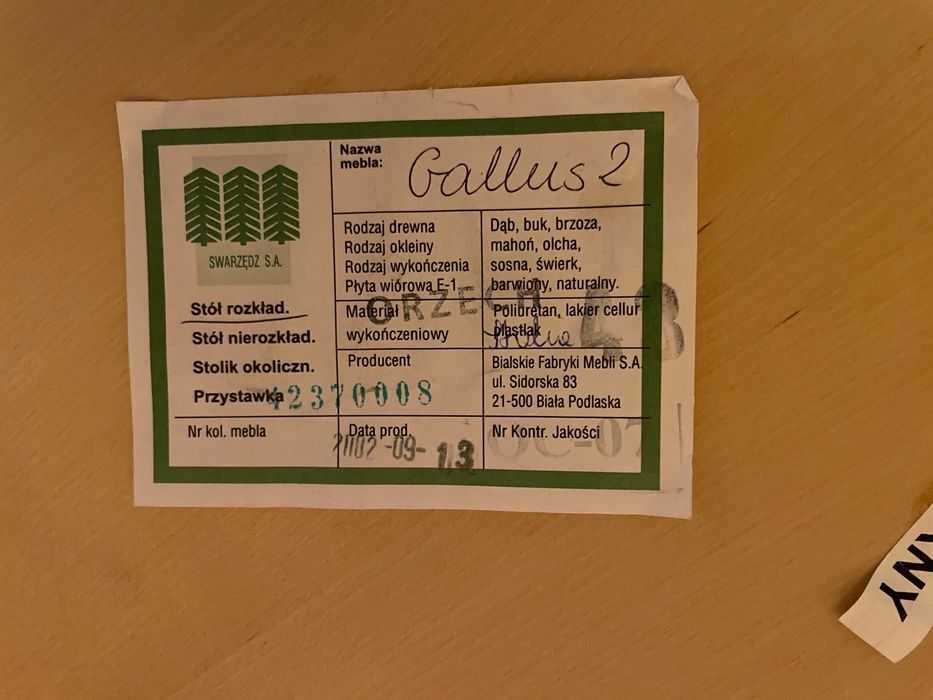 SWARZĘDZ S.A.
Stół rozkład.
Stół nierozkład.
Stolik okoliczn.
Przystawka
42370008
Nr kol. mebla
Nazwa
mebla:
Gallus 2
Rodzaj drewna
Rodzaj okleiny
Rodzaj wykończenia
Płyta wiórowa E-1
Dąb, buk, brzoza,
mahoń, olcha,
sosna, świerk,
barwiony, naturalny.
ORZECH
Materiał
wykończeniowy
Poliuretan, lakier cellur
plastlak
Producent
Bialskie Fabryki Mebli S.A.
ul. Sidorska 83
21-500 Biała Podlaska
Data prod.
2002-09-13
Nr Kontr. Jakości